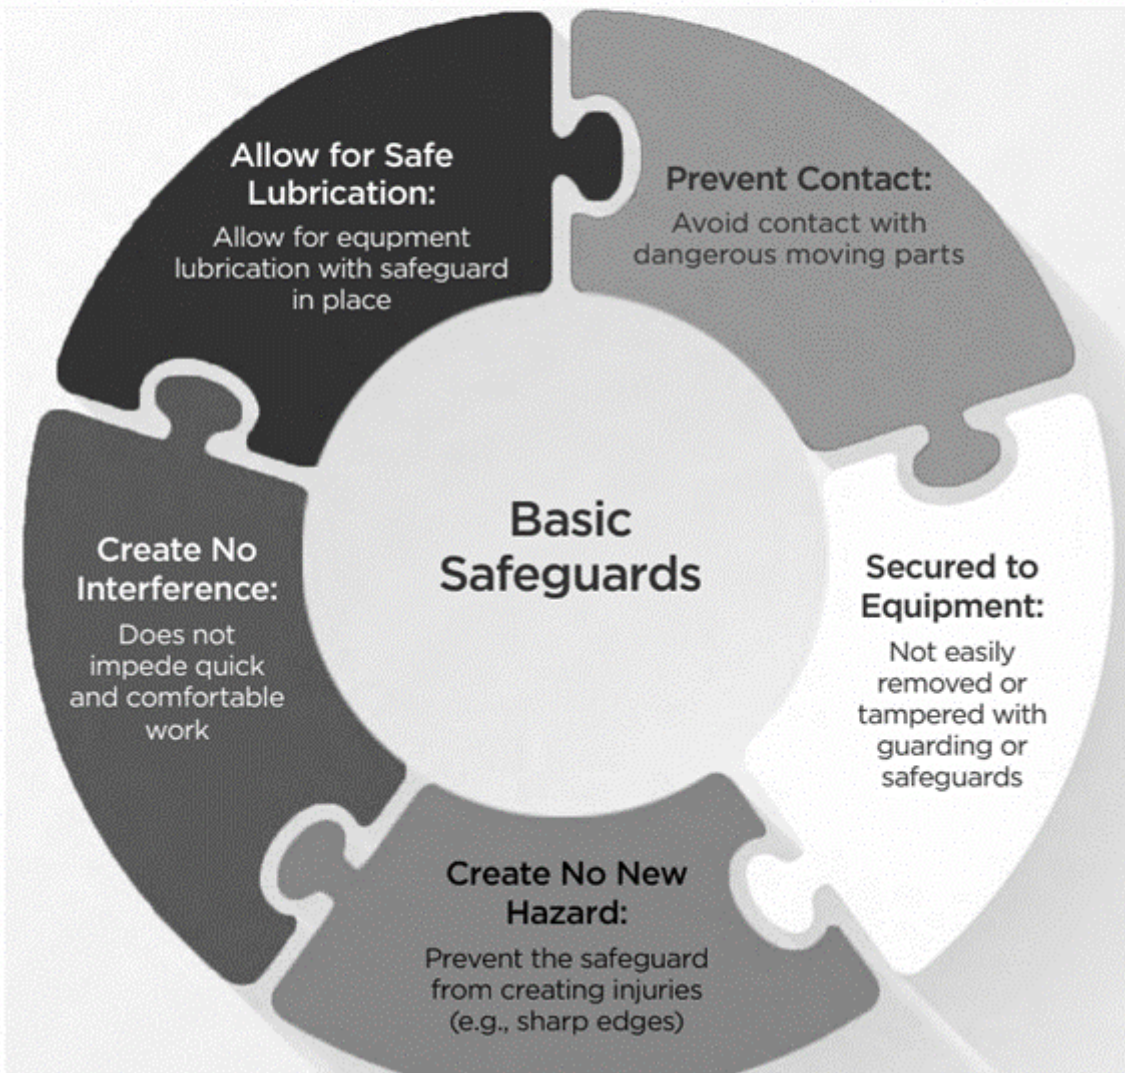 Allow for Safe
Lubrication:
Allow for equpment
lubrication with safeguard
in place
Prevent Contact:
Avoid contact with
dangerous moving parts
Basic
Safeguards
Create No
Interference:
Does not
impede quick
and comfortable
work
Secured to
Equipment:
Not easily
removed or
tampered with
guarding or
safeguards
Create No New
Hazard:
Prevent the safeguard
from creating injuries
(e.g., sharp edges)